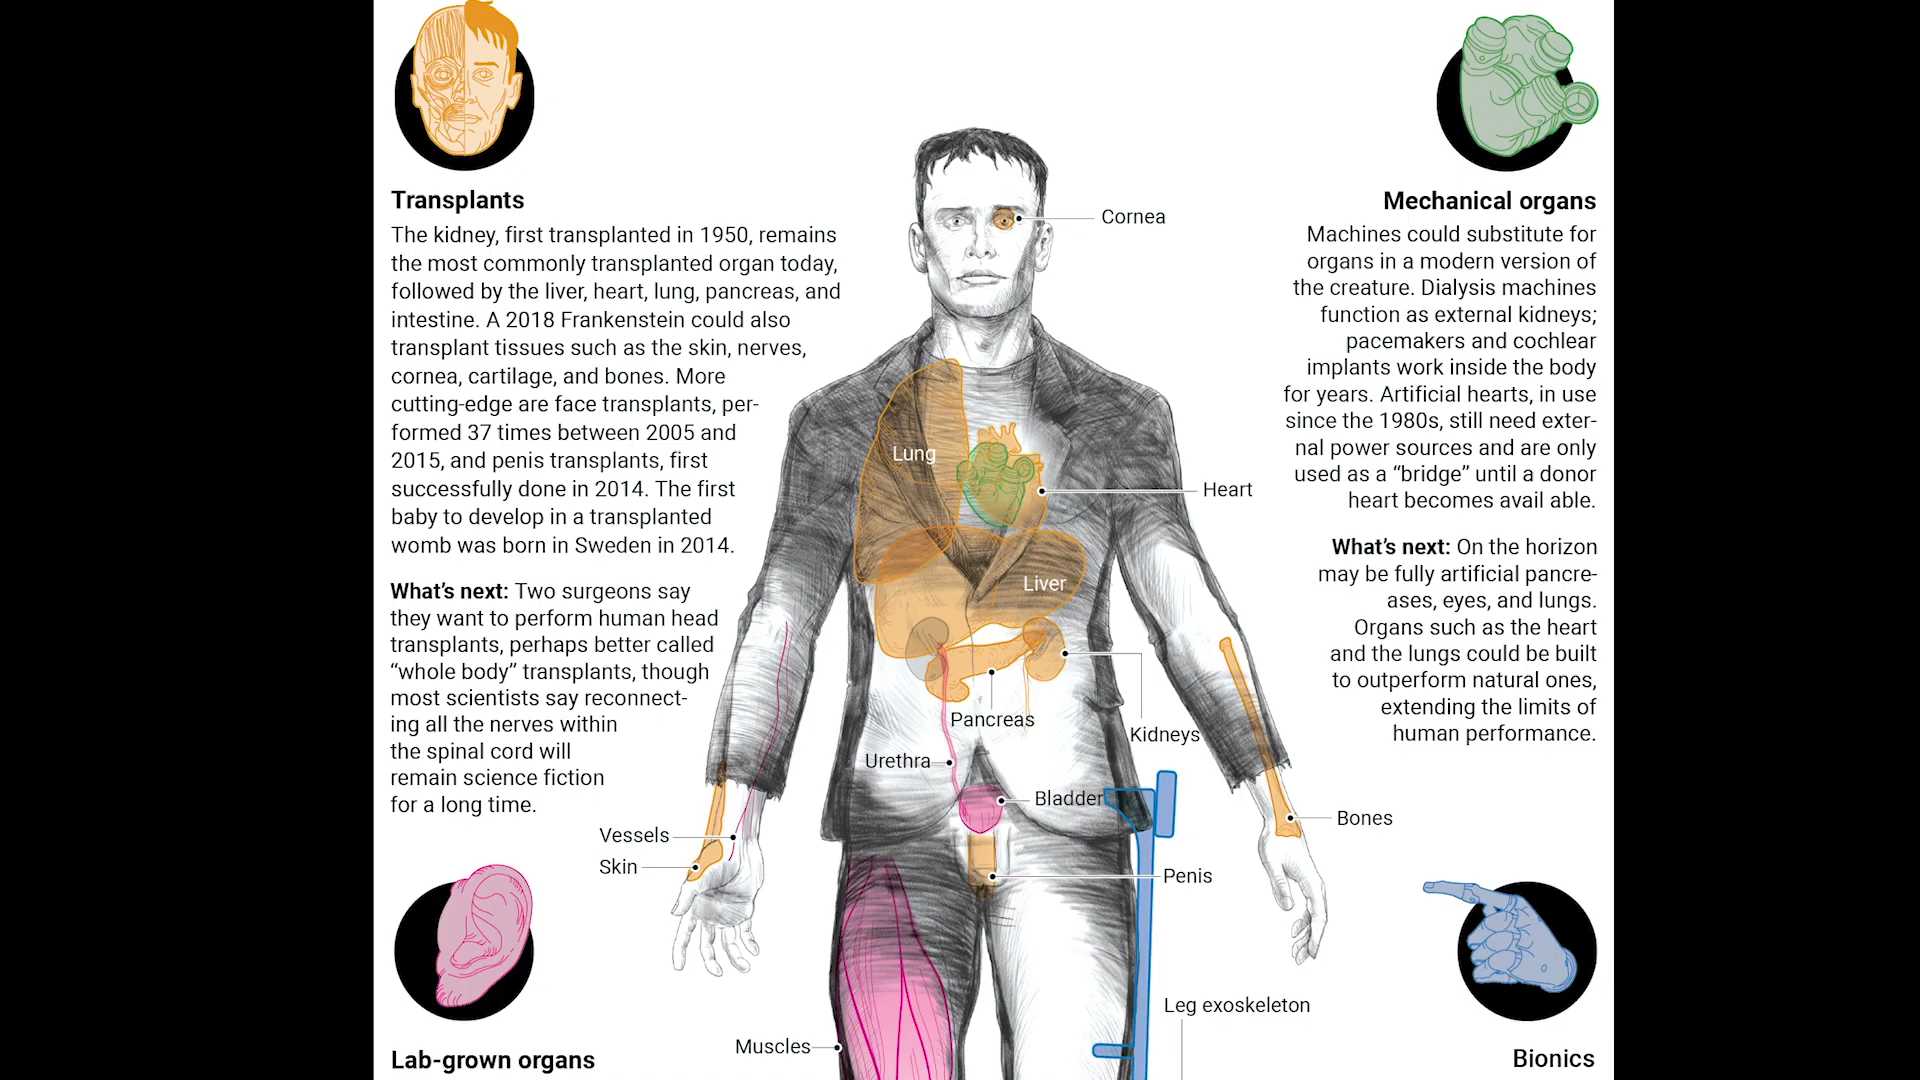 Transplants
The kidney, first transplanted in 1950, remains
the most commonly transplanted organ today,
followed by the liver, heart, lung, pancreas, and
intestine. A 2018 Frankenstein could also
transplant tissues such as the skin, nerves,
cornea, cartilage, and bones. More
cutting-edge are face transplants, per-
formed 37 times between 2005 and
2015, and penis transplants, first
successfully done in 2014. The first
baby to develop in a transplanted
womb was born in Sweden in 2014.
What's next: Two surgeons say
they want to perform human head
transplants, perhaps better called
“whole body” transplants, though
most scientists say reconnect-
ing all the nerves within
the spinal cord will
remain science fiction
for a long time.
Mechanical organs
Machines could substitute for
organs in a modern version of
the creature. Dialysis machines
function as external kidneys;
pacemakers and cochlear
implants work inside the body
for years. Artificial hearts, in use
since the 1980s, still need exter-
nal power sources and are only
used as a “bridge” until a donor
heart becomes avail able.
What's next: On the horizon
may be fully artificial pancre-
ases, eyes, and lungs.
Organs such as the heart
and the lungs could be built
to outperform natural ones,
extending the limits of
human performance.
Cornea
Lung
Heart
Liver
Pancreas
Kidneys
Urethra
Bladder
Bones
Vessels
Skin
Penis
Leg exoskeleton
Muscles
Lab-grown organs
Bionics